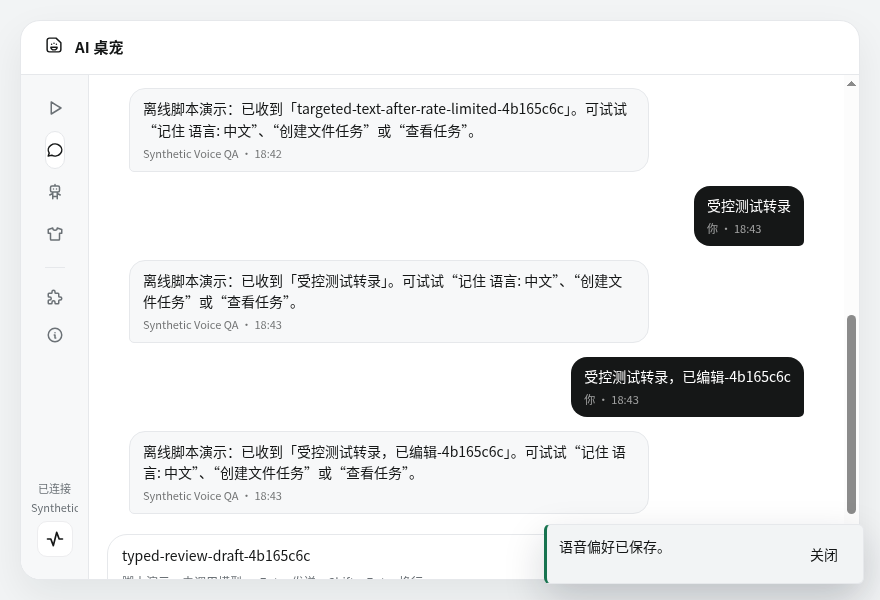 AI 桌宠
离线脚本演示：已收到「targeted-text-after-rate-limited-4b165c6c」。可试试
“记住 语言: 中文”、“创建文件任务” 或 “查看任务”。
Synthetic Voice QA · 18:42
受控测试转录
你 · 18:43
离线脚本演示：已收到「受控测试转录」。可试试 “记住 语言: 中文”、“创建文
件任务” 或 “查看任务”。
Synthetic Voice QA · 18:43
受控测试转录，已编辑-4b165c6c
你 · 18:43
离线脚本演示：已收到「受控测试转录，已编辑-4b165c6c」。可试试 “记住 语
言: 中文”、“创建文件任务” 或 “查看任务”。
Synthetic Voice QA · 18:43
已连接
Synthetic
typed-review-draft-4b165c6c
语音偏好已保存。
关闭